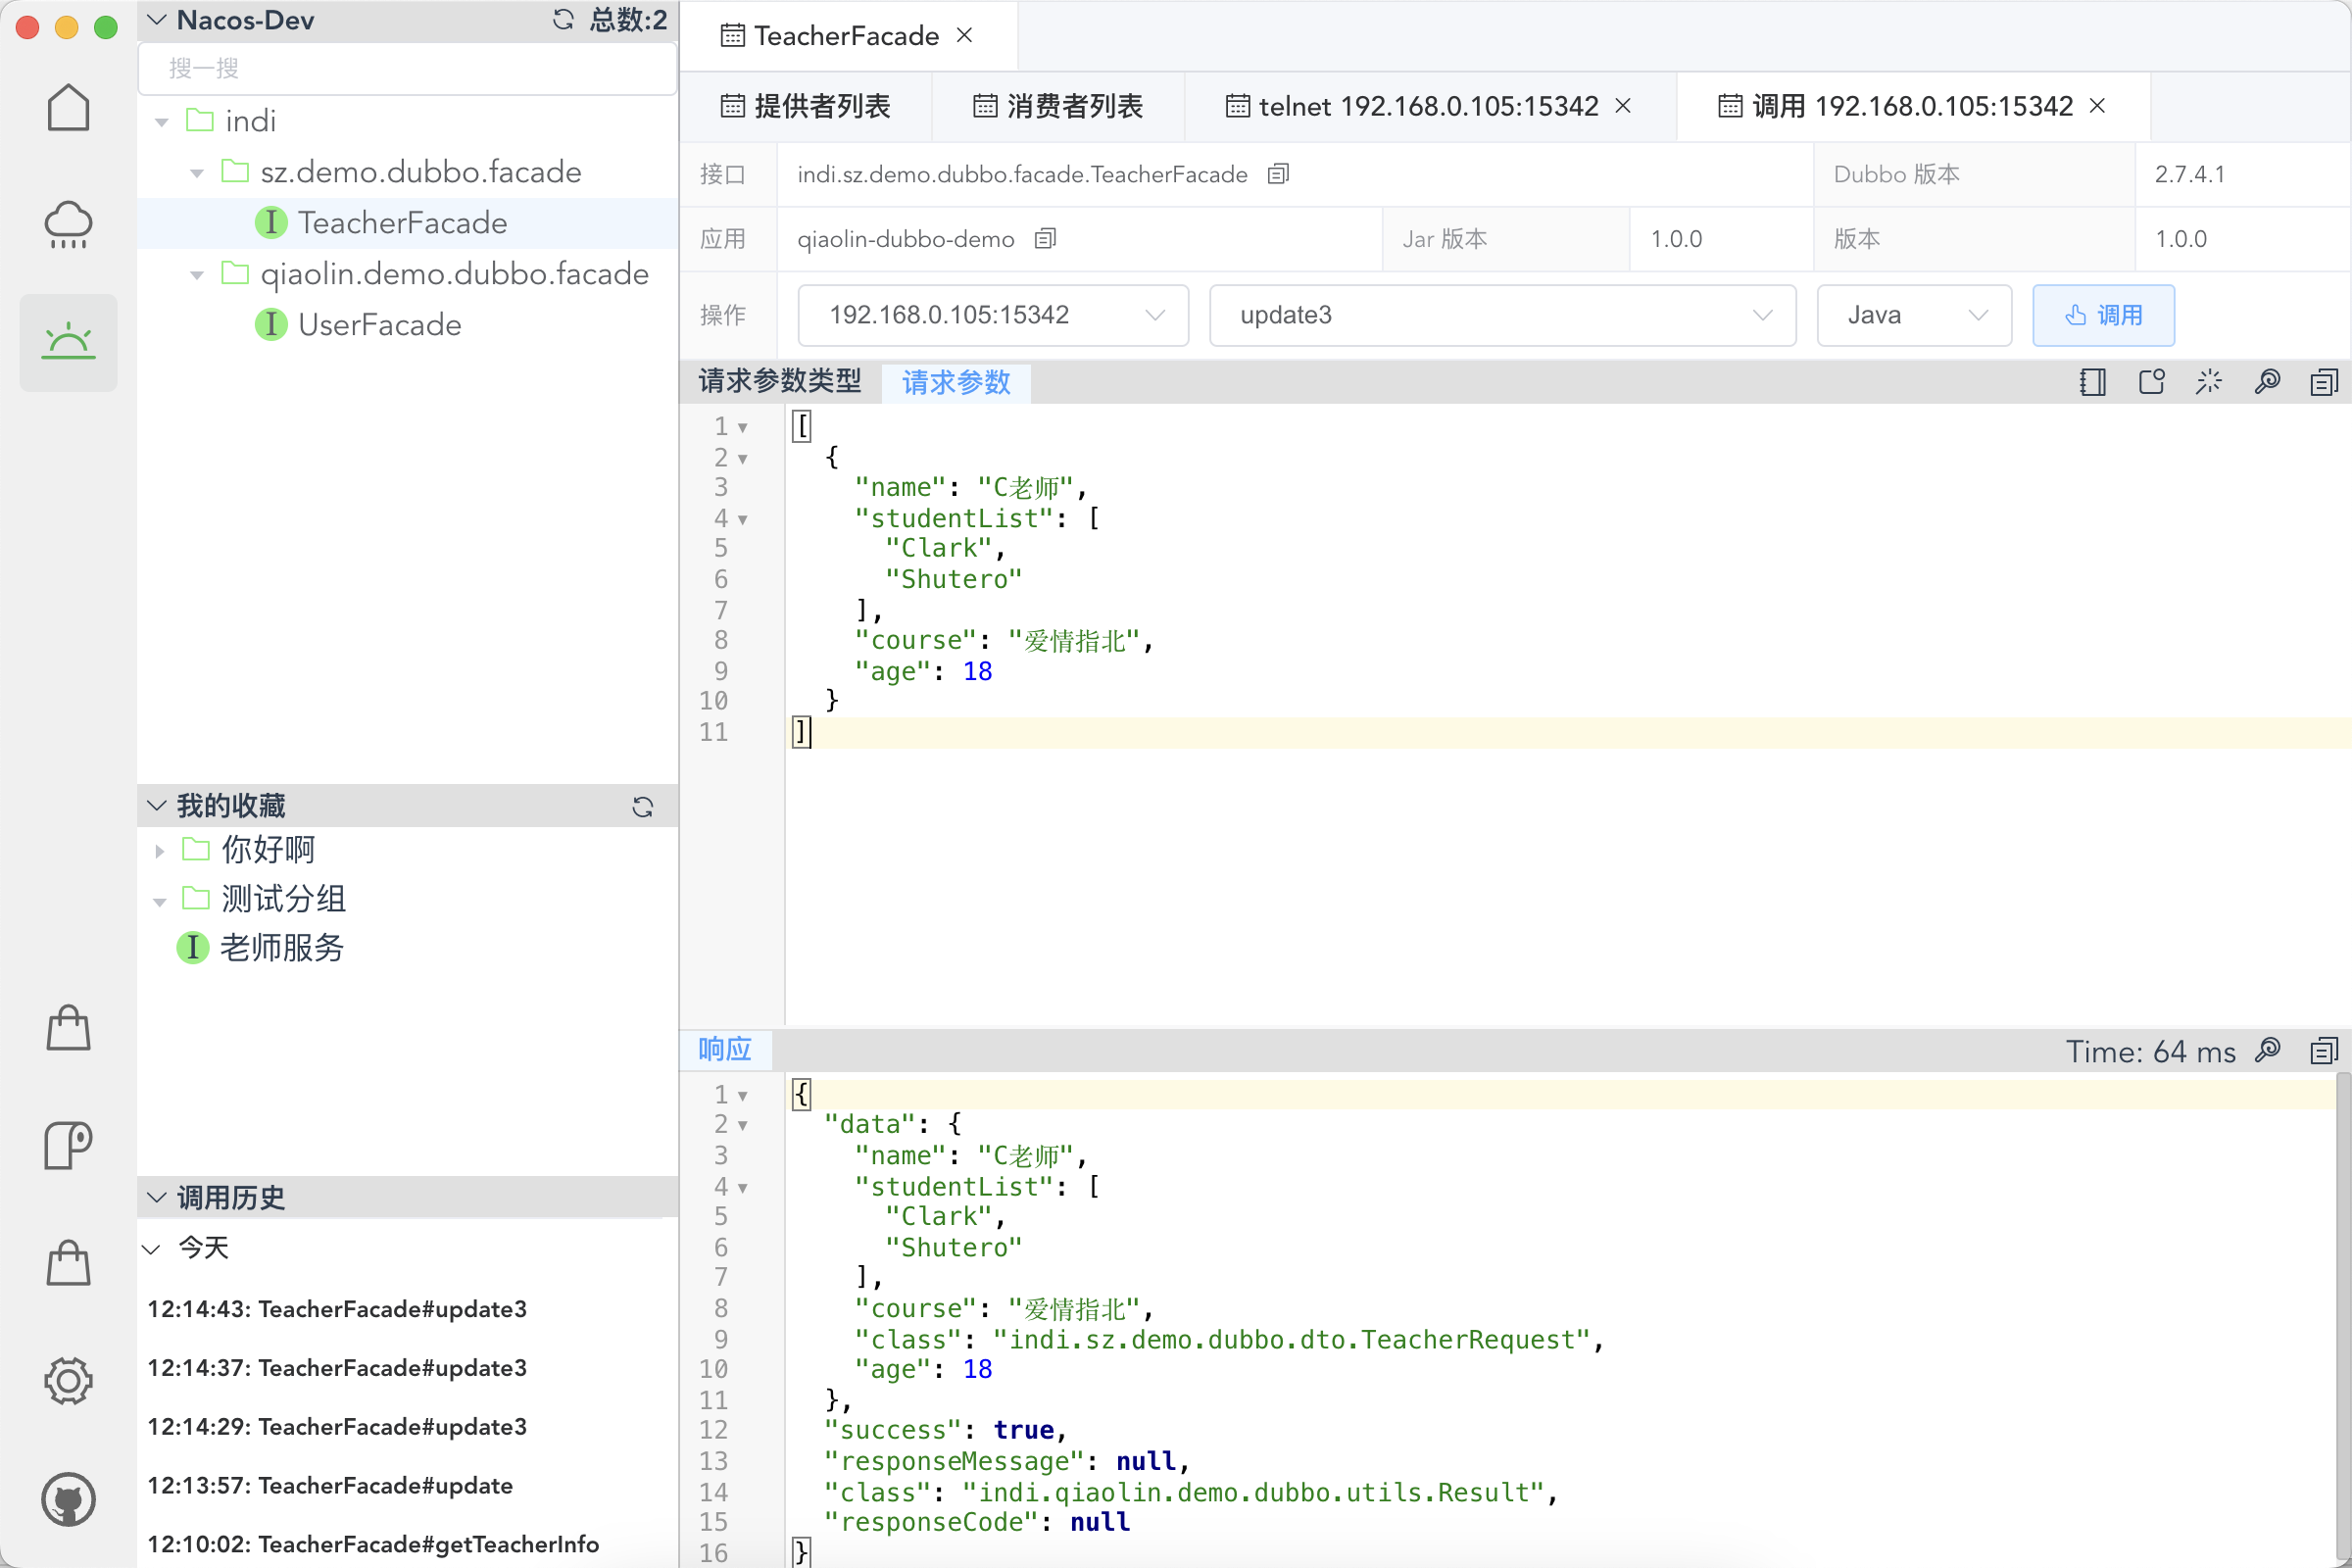 Nacos-Dev 总数:2
搜一搜
indi
sz.demo.dubbo.facade
I TeacherFacade
qiaolin.demo.dubbo.facade
I UserFacade
我的收藏
你好啊
测试分组
I 老师服务
调用历史
今天
12:14:43: TeacherFacade#update3
12:14:37: TeacherFacade#update3
12:14:29: TeacherFacade#update3
12:13:57: TeacherFacade#update
12:10:02: TeacherFacade#getTeacherInfo
TeacherFacade
提供者列表 消费者列表 telnet 192.168.0.105:15342 调用 192.168.0.105:15342
接口 indi.sz.demo.dubbo.facade.TeacherFacade Dubbo 版本 2.7.4.1
应用 qiaolin-dubbo-demo Jar 版本 1.0.0 版本 1.0.0
操作 192.168.0.105:15342 update3 Java 调用
请求参数类型 请求参数
1 [
2 {
3 "name": "C老师",
4 "studentList": [
5 "Clark",
6 "Shutero"
7 ],
8 "course": "爱情指北",
9 "age": 18
10 }
11 ]
响应 Time: 64 ms
1 {
2 "data": {
3 "name": "C老师",
4 "studentList": [
5 "Clark",
6 "Shutero"
7 ],
8 "course": "爱情指北",
9 "class": "indi.sz.demo.dubbo.dto.TeacherRequest",
10 "age": 18
11 },
12 "success": true,
13 "responseMessage": null,
14 "class": "indi.qiaolin.demo.dubbo.utils.Result",
15 "responseCode": null
16 }